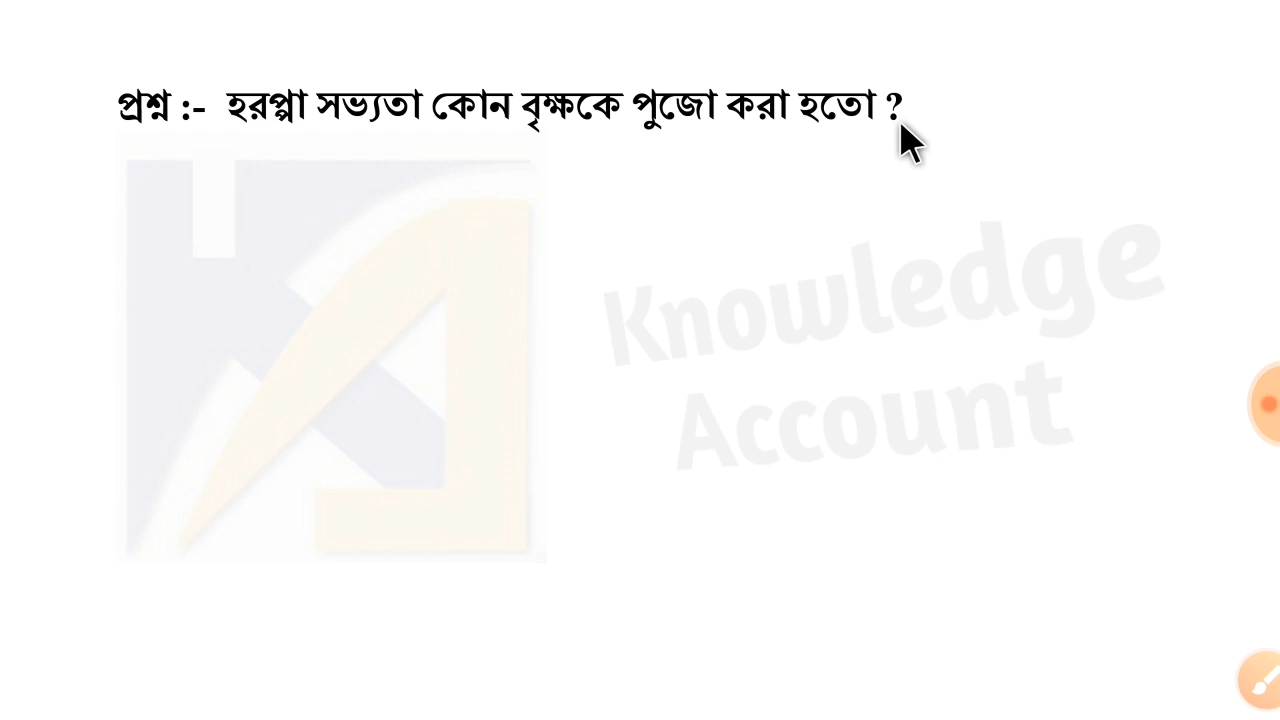 প্রশ্ন :- হরপ্পা সভ্যতা কোন বৃক্ষকে পুজো করা হতো ?
Knowledge
Account